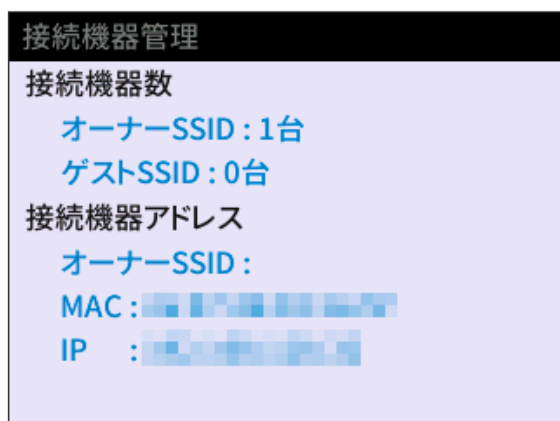 接続機器管理
接続機器数
オーナーSSID : 1台
ゲストSSID : 0台
接続機器アドレス
オーナーSSID :
MAC :
IP :